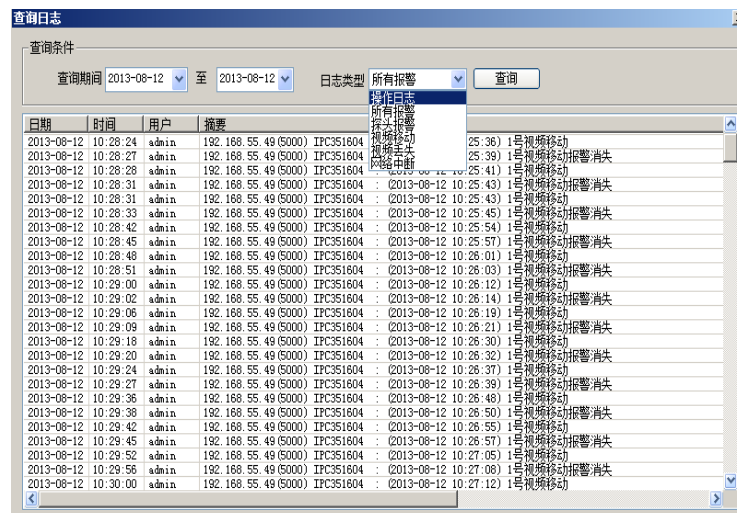 查询日志
查询条件
查询期间 2013-08-12 至 2013-08-12 日志类型 所有报警 查询
操作日志
所有报警
探头报警
视频移动
视频丢失
网络中断
日期 时间 用户 摘要
2013-08-12 10:28:24 admin 192.168.55.49(5000) IPC351604 25:36) 1号视频移动
2013-08-12 10:28:27 admin 192.168.55.49(5000) IPC351604 25:39) 1号视频移动报警消失
2013-08-12 10:28:28 admin 192.168.55.49(5000) IPC351604 : (2013-08-12 10:25:41) 1号视频移动
2013-08-12 10:28:31 admin 192.168.55.49(5000) IPC351604 : (2013-08-12 10:25:43) 1号视频移动报警消失
2013-08-12 10:28:31 admin 192.168.55.49(5000) IPC351604 : (2013-08-12 10:25:43) 1号视频移动
2013-08-12 10:28:33 admin 192.168.55.49(5000) IPC351604 : (2013-08-12 10:25:45) 1号视频移动报警消失
2013-08-12 10:28:42 admin 192.168.55.49(5000) IPC351604 : (2013-08-12 10:25:54) 1号视频移动
2013-08-12 10:28:45 admin 192.168.55.49(5000) IPC351604 : (2013-08-12 10:25:57) 1号视频移动报警消失
2013-08-12 10:28:48 admin 192.168.55.49(5000) IPC351604 : (2013-08-12 10:26:01) 1号视频移动
2013-08-12 10:28:51 admin 192.168.55.49(5000) IPC351604 : (2013-08-12 10:26:03) 1号视频移动报警消失
2013-08-12 10:29:00 admin 192.168.55.49(5000) IPC351604 : (2013-08-12 10:26:12) 1号视频移动
2013-08-12 10:29:02 admin 192.168.55.49(5000) IPC351604 : (2013-08-12 10:26:14) 1号视频移动报警消失
2013-08-12 10:29:06 admin 192.168.55.49(5000) IPC351604 : (2013-08-12 10:26:19) 1号视频移动
2013-08-12 10:29:09 admin 192.168.55.49(5000) IPC351604 : (2013-08-12 10:26:21) 1号视频移动报警消失
2013-08-12 10:29:18 admin 192.168.55.49(5000) IPC351604 : (2013-08-12 10:26:30) 1号视频移动
2013-08-12 10:29:20 admin 192.168.55.49(5000) IPC351604 : (2013-08-12 10:26:32) 1号视频移动报警消失
2013-08-12 10:29:24 admin 192.168.55.49(5000) IPC351604 : (2013-08-12 10:26:37) 1号视频移动
2013-08-12 10:29:27 admin 192.168.55.49(5000) IPC351604 : (2013-08-12 10:26:39) 1号视频移动报警消失
2013-08-12 10:29:36 admin 192.168.55.49(5000) IPC351604 : (2013-08-12 10:26:48) 1号视频移动
2013-08-12 10:29:38 admin 192.168.55.49(5000) IPC351604 : (2013-08-12 10:26:50) 1号视频移动报警消失
2013-08-12 10:29:42 admin 192.168.55.49(5000) IPC351604 : (2013-08-12 10:26:55) 1号视频移动
2013-08-12 10:29:45 admin 192.168.55.49(5000) IPC351604 : (2013-08-12 10:26:57) 1号视频移动报警消失
2013-08-12 10:29:52 admin 192.168.55.49(5000) IPC351604 : (2013-08-12 10:27:05) 1号视频移动
2013-08-12 10:29:56 admin 192.168.55.49(5000) IPC351604 : (2013-08-12 10:27:08) 1号视频移动报警消失
2013-08-12 10:30:00 admin 192.168.55.49(5000) IPC351604 : (2013-08-12 10:27:12) 1号视频移动